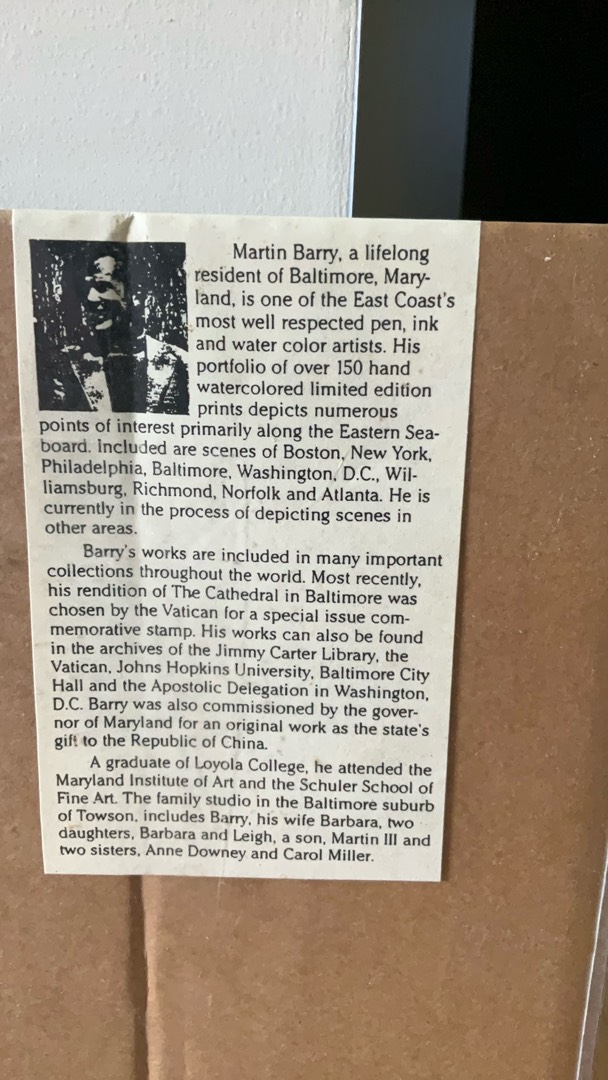 Martin Barry, a lifelong
resident of Baltimore, Mary-
land, is one of the East Coast's
most well respected pen, ink
and water color artists. His
portfolio of over 150 hand
watercolored limited edition
prints depicts numerous
points of interest primarily along the Eastern Sea-
board. Included are scenes of Boston, New York,
Philadelphia, Baltimore, Washington, D.C., Wil-
liamsburg, Richmond, Norfolk and Atlanta. He is
currently in the process of depicting scenes in
other areas.
Barry's works are included in many important
collections throughout the world. Most recently,
his rendition of The Cathedral in Baltimore was
chosen by the Vatican for a special issue com-
memorative stamp. His works can also be found
in the archives of the Jimmy Carter Library, the
Vatican, Johns Hopkins University, Baltimore City
Hall and the Apostolic Delegation in Washington,
D.C. Barry was also commissioned by the gover-
nor of Maryland for an original work as the state's
gift to the Republic of China.
A graduate of Loyola College, he attended the
Maryland Institute of Art and the Schuler School of
Fine Art. The family studio in the Baltimore suburb
of Towson, includes Barry, his wife Barbara, two
daughters, Barbara and Leigh, a son, Martin III and
two sisters, Anne Downey and Carol Miller.